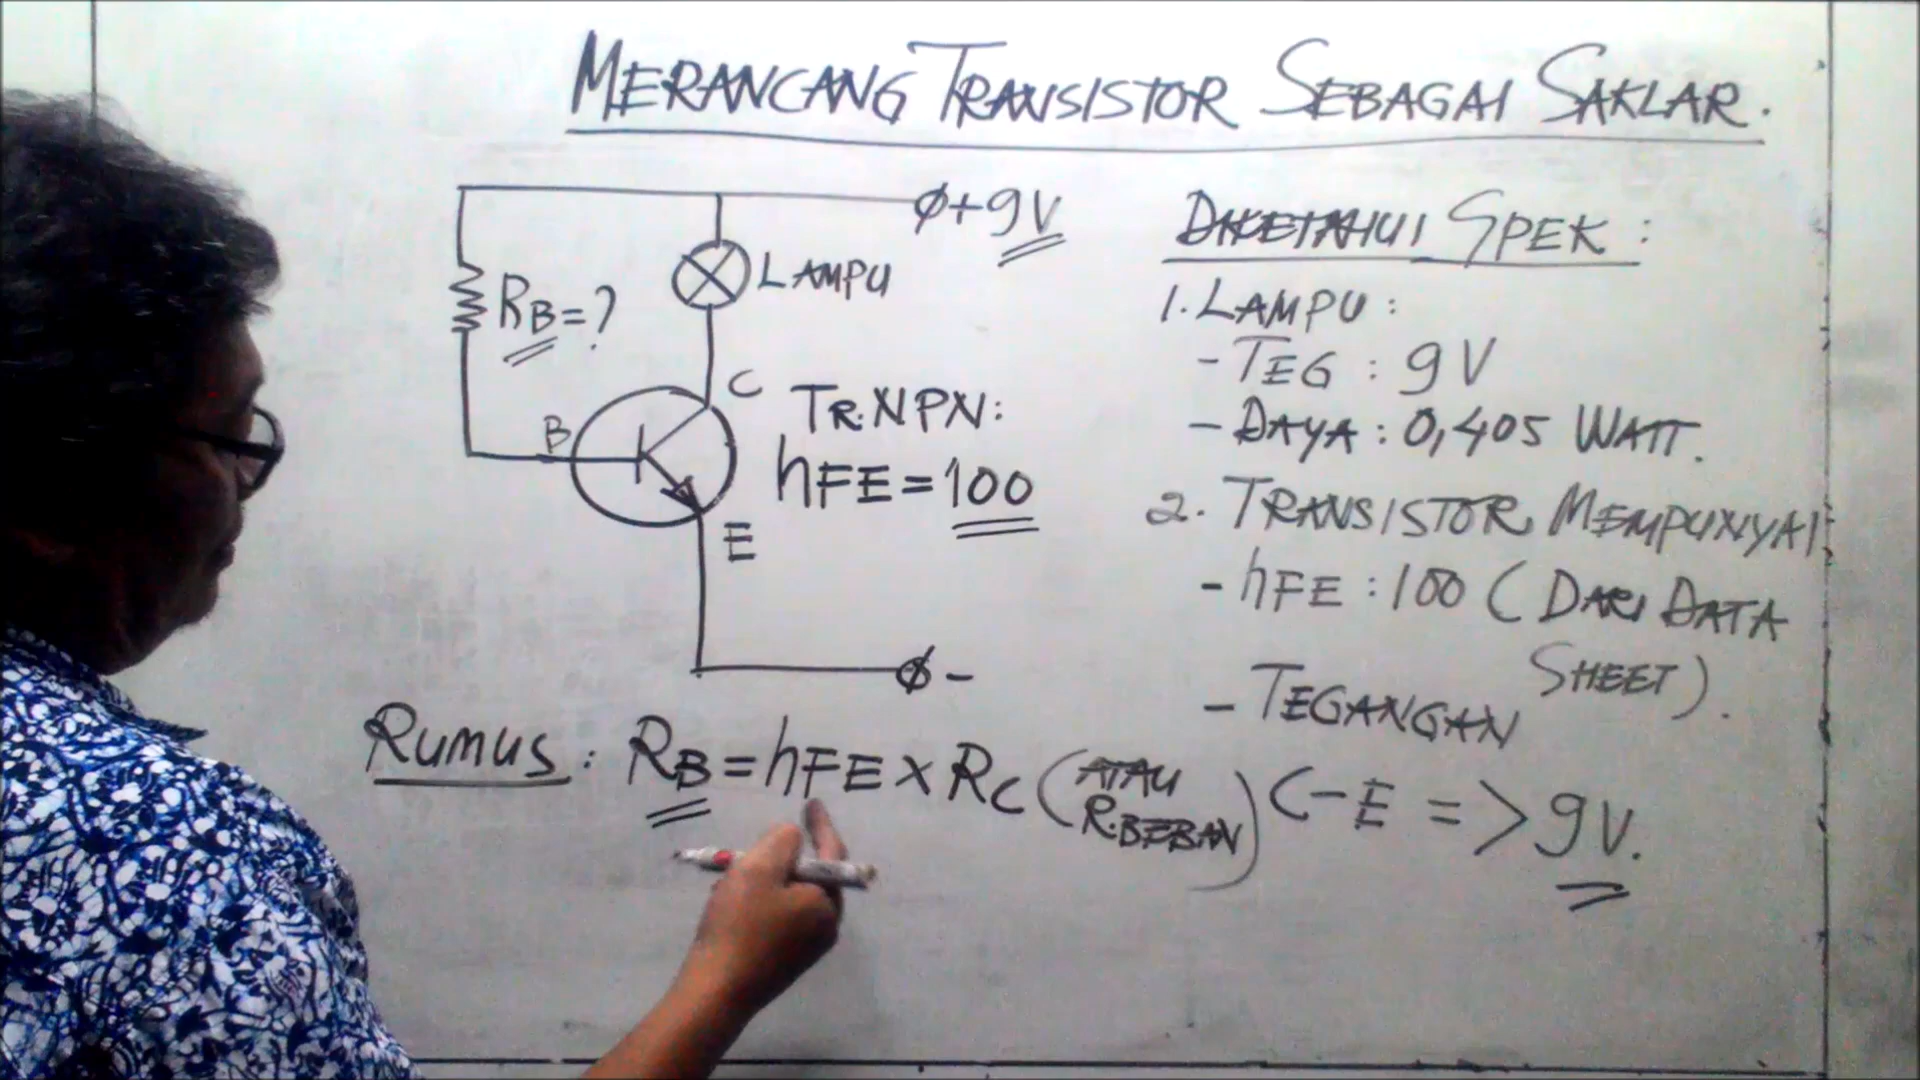 MERANCANG TRANSISTOR SEBAGAI SAKLAR.
+9V
LAMPU
RB=?
B
C
E
TR.NPN:
hFE=100
DIKETAHUI SPEK :
1. LAMPU :
- TEG : 9V
- DAYA : 0,405 WATT.
2. TRANSISTOR MEMPUNYAI
- hFE : 100 (DARI DATA
SHEET).
- TEGANGAN
C-E => 9V.
-
RUMUS : RB=hFE×RC(ATAU
R.BEBAN)